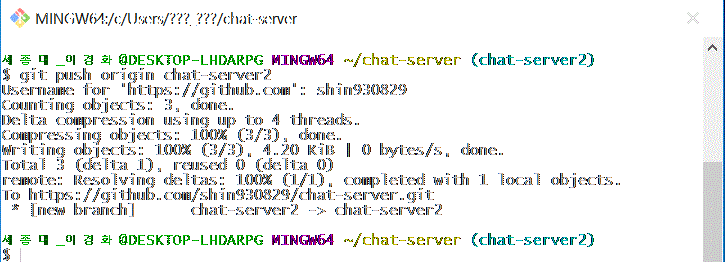 MINGW64:/c/Users/???_???/chat-server
세종대_이경화@DESKTOP-LHDARPG MINGW64 ~/chat-server (chat-server2)
$ git push origin chat-server2
Username for 'https://github.com': shin930829
Counting objects: 3, done.
Delta compression using up to 4 threads.
Compressing objects: 100% (3/3), done.
Writing objects: 100% (3/3), 4.20 KiB | 0 bytes/s, done.
Total 3 (delta 1), reused 0 (delta 0)
remote: Resolving deltas: 100% (1/1), completed with 1 local objects.
To https://github.com/shin930829/chat-server.git
 * [new branch]      chat-server2 -> chat-server2
세종대_이경화@DESKTOP-LHDARPG MINGW64 ~/chat-server (chat-server2)
$